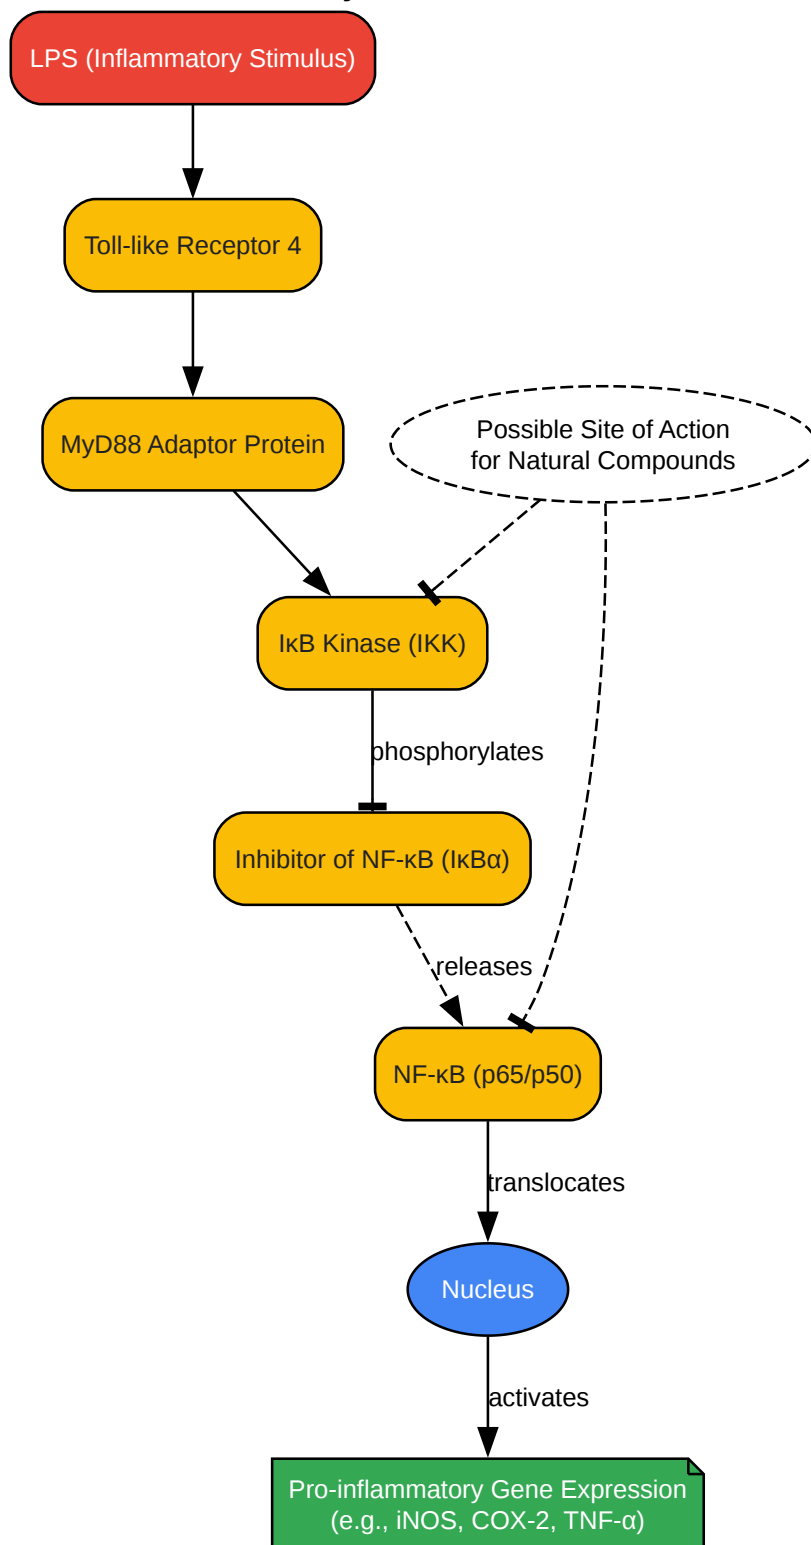 LPS (Inflammatory Stimulus)
Toll-like Receptor 4
MyD88 Adaptor Protein
Possible Site of Action
for Natural Compounds
IκB Kinase (IKK)
phosphorylates
Inhibitor of NF-κB (IκBα)
releases
NF-κB (p65/p50)
translocates
Nucleus
activates
Pro-inflammatory Gene Expression
(e.g., iNOS, COX-2, TNF-α)